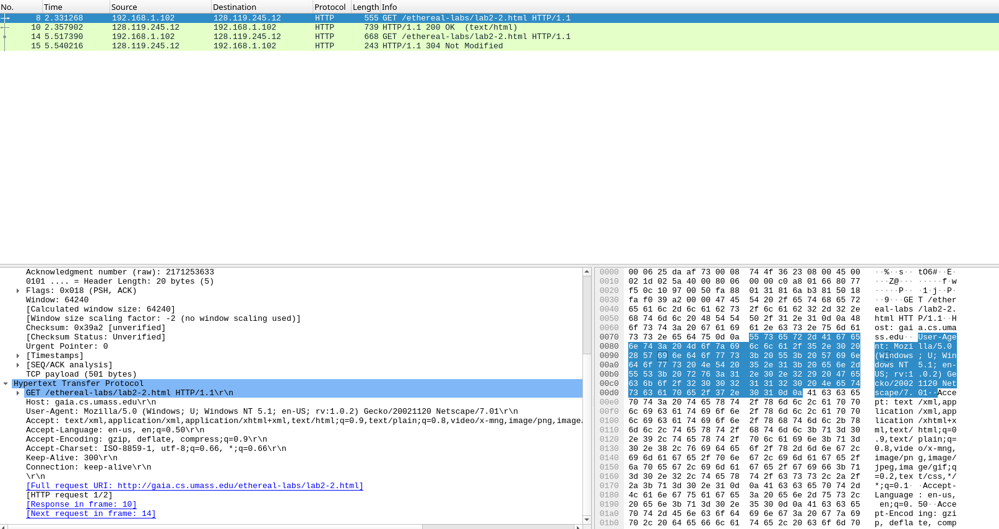 No. Time Source Destination Protocol Length Info
8 2.331268 192.168.1.102 128.119.245.12 HTTP 555 GET /ethereal-labs/lab2-2.html HTTP/1.1
10 2.357902 128.119.245.12 192.168.1.102 HTTP 739 HTTP/1.1 200 OK  (text/html)
14 5.517390 192.168.1.102 128.119.245.12 HTTP 668 GET /ethereal-labs/lab2-2.html HTTP/1.1
15 5.540216 128.119.245.12 192.168.1.102 HTTP 243 HTTP/1.1 304 Not Modified
Acknowledgment number (raw): 2171253633
0101 .... = Header Length: 20 bytes (5)
Flags: 0x018 (PSH, ACK)
Window: 64240
[Calculated window size: 64240]
[Window size scaling factor: -2 (no window scaling used)]
Checksum: 0x39a2 [unverified]
[Checksum Status: Unverified]
Urgent Pointer: 0
[Timestamps]
[SEQ/ACK analysis]
TCP payload (501 bytes)
Hypertext Transfer Protocol
GET /ethereal-labs/lab2-2.html HTTP/1.1\r\n
Host: gaia.cs.umass.edu\r\n
User-Agent: Mozilla/5.0 (Windows; U; Windows NT 5.1; en-US; rv:1.0.2) Gecko/20021120 Netscape/7.01\r\n
Accept: text/xml,application/xml,application/xhtml+xml,text/html;q=0.9,text/plain;q=0.8,video/x-mng,image/png,image/
Accept-Language: en-us, en;q=0.50\r\n
Accept-Encoding: gzip, deflate, compress;q=0.9\r\n
Accept-Charset: ISO-8859-1, utf-8;q=0.66, *;q=0.66\r\n
Keep-Alive: 300\r\n
Connection: keep-alive\r\n
\r\n
[Full request URI: http://gaia.cs.umass.edu/ethereal-labs/lab2-2.html]
[HTTP request 1/2]
[Response in frame: 10]
[Next request in frame: 14]
0000 00 06 25 da af 73 00 08 74 4f 36 23 08 00 45 00 ··%··s·· tO6#··E·
0010 02 1d 02 5a 40 00 80 06 00 00 c0 a8 01 66 80 77 ···Z@··· ·····f·w
0020 f5 0c 10 97 00 50 fa 88 01 31 81 6a b3 81 50 18 ·····P·· ·1·j··P·
0030 fa f0 39 a2 00 00 47 45 54 20 2f 65 74 68 65 72 ··9···GE T /ether
0040 65 61 6c 2d 6c 61 62 73 2f 6c 61 62 32 2d 32 2e eal-labs /lab2-2.
0050 68 74 6d 6c 20 48 54 54 50 2f 31 2e 31 0d 0a 48 html HTT P/1.1··H
0060 6f 73 74 3a 20 67 61 69 61 2e 63 73 2e 75 6d 61 ost: gai a.cs.uma
0070 73 73 2e 65 64 75 0d 0a 55 73 65 72 2d 41 67 65 ss.edu·· User-Age
0080 6e 74 3a 20 4d 6f 7a 69 6c 6c 61 2f 35 2e 30 20 nt: Mozi lla/5.0
0090 28 57 69 6e 64 6f 77 73 3b 20 55 3b 20 57 69 6e (Windows ; U; Win
00a0 64 6f 77 73 20 4e 54 20 35 2e 31 3b 20 65 6e 2d dows NT  5.1; en-
00b0 55 53 3b 20 72 76 3a 31 2e 30 2e 32 29 20 47 65 US; rv:1 .0.2) Ge
00c0 63 6b 6f 2f 32 30 30 32 31 31 32 30 20 4e 65 74 cko/2002 1120 Net
00d0 73 63 61 70 65 2f 37 2e 30 31 0d 0a 41 63 63 65 scape/7. 01··Acce
00e0 70 74 3a 20 74 65 78 74 2f 78 6d 6c 2c 61 70 70 pt: text /xml,app
00f0 6c 69 63 61 74 69 6f 6e 2f 78 6d 6c 2c 61 70 70 lication /xml,app
0100 6c 69 63 61 74 69 6f 6e 2f 78 68 74 6d 6c 2b 78 lication /xhtml+x
0110 6d 6c 2c 74 65 78 74 2f 68 74 6d 6c 3b 71 3d 30 ml,text/ html;q=0
0120 2e 39 2c 74 65 78 74 2f 70 6c 61 69 6e 3b 71 3d .9,text/ plain;q=
0130 30 2e 38 2c 76 69 64 65 6f 2f 78 2d 6d 6e 67 2c 0.8,vide o/x-mng,
0140 69 6d 61 67 65 2f 70 6e 67 2c 69 6d 61 67 65 2f image/pn g,image/
0150 6a 70 65 67 2c 69 6d 61 67 65 2f 67 69 66 3b 71 jpeg,ima ge/gif;q
0160 3d 30 2e 32 2c 74 65 78 74 2f 63 73 73 2c 2a 2f =0.2,tex t/css,*/
0170 2a 3b 71 3d 30 2e 31 0d 0a 41 63 63 65 70 74 2d *;q=0.1· ·Accept-
0180 4c 61 6e 67 75 61 67 65 3a 20 65 6e 2d 75 73 2c Language : en-us,
0190 20 65 6e 3b 71 3d 30 2e 35 30 0d 0a 41 63 63 65 en;q=0. 50··Acce
01a0 70 74 2d 45 6e 63 6f 64 69 6e 67 3a 20 67 7a 69 pt-Encod ing: gzi
01b0 70 2c 20 64 65 66 6c 61 74 65 2c 20 63 6f 6d 70 p, defla te, comp